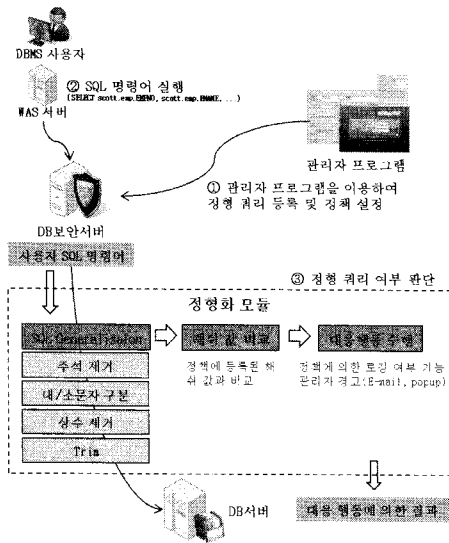 DBMS 사용자
② SQL 명령어 실행
(SELECT scott.emp.EMPNO, scott.emp.ENAME, ...)
WAS 서버
관리자 프로그램
① 관리자 프로그램을 이용하여
정형 쿼리 등록 및 정책 설정
DB보안서버
사용자 SQL 명령어
③ 정형 쿼리 여부 판단
정형화 모듈
SQL Generalization
해싱 값 비교
대응행동 수행
주석 제거
대/소문자 구분
상수 제거
Trim
정책에 등록된 해
쉬 값과 비교
정책에 의한 로깅 여부 기능
관리자 경고(E-mail, popup)
DB서버
대응 행동에 의한 결과